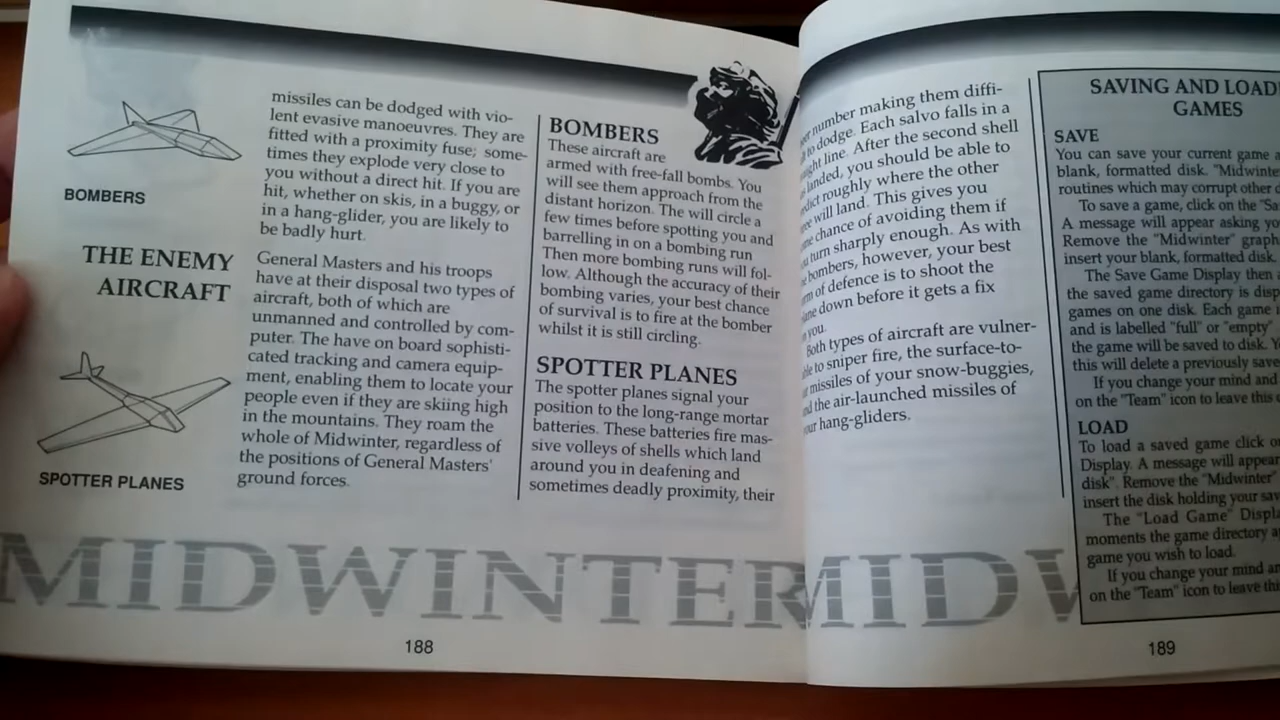 BOMBERS
THE ENEMY
AIRCRAFT
SPOTTER PLANES
missiles can be dodged with vio-
lent evasive manoeuvres. They are
fitted with a proximity fuse; some-
times they explode very close to
you without a direct hit. If you are
hit, whether on skis, in a buggy, or
in a hang-glider, you are likely to
be badly hurt.
General Masters and his troops
have at their disposal two types of
aircraft, both of which are
unmanned and controlled by com-
puter. The have on board sophisti-
cated tracking and camera equip-
ment, enabling them to locate your
people even if they are skiing high
in the mountains. They roam the
whole of Midwinter, regardless of
the positions of General Masters'
ground forces.
BOMBERS
These aircraft are
armed with free-fall bombs. You
will see them approach from the
distant horizon. The will circle a
few times before spotting you and
barrelling in on a bombing run
Then more bombing runs will fol-
low. Although the accuracy of their
bombing varies, your best chance
of survival is to fire at the bomber
whilst it is still circling.
SPOTTER PLANES
The spotter planes signal your
position to the long-range mortar
batteries. These batteries fire mas-
sive volleys of shells which land
around you in deafening and
sometimes deadly proximity, their
MIDWINTER
188
number making them diffi-
to dodge. Each salvo falls in a
line. After the second shell
landed, you should be able to
roughly where the other
will land. This gives you
chance of avoiding them if
turn sharply enough. As with
bombers, however, your best
of defence is to shoot the
down before it gets a fix
you.
Both types of aircraft are vulner-
to sniper fire, the surface-to-
missiles of your snow-buggies,
the air-launched missiles of
hang-gliders.
SAVING AND LOAD
GAMES
SAVE
You can save your current game
blank, formatted disk. "Midwinte
routines which may corrupt other
To save a game, click on the "Sa
A message will appear asking yo
Remove the "Midwinter" graph
insert your blank, formatted disk.
The Save Game Display then
the saved game directory is disp
games on one disk. Each game i
and is labelled "full" or "empty"
the game will be saved to disk. Y
this will delete a previously save
If you change your mind and
on the "Team" icon to leave this
LOAD
To load a saved game click o
Display. A message will appear
disk". Remove the "Midwinter"
insert the disk holding your sav
The "Load Game" Displa
moments the game directory a
game you wish to load.
If you change your mind an
on the "Team" icon to leave th
MIDW
189